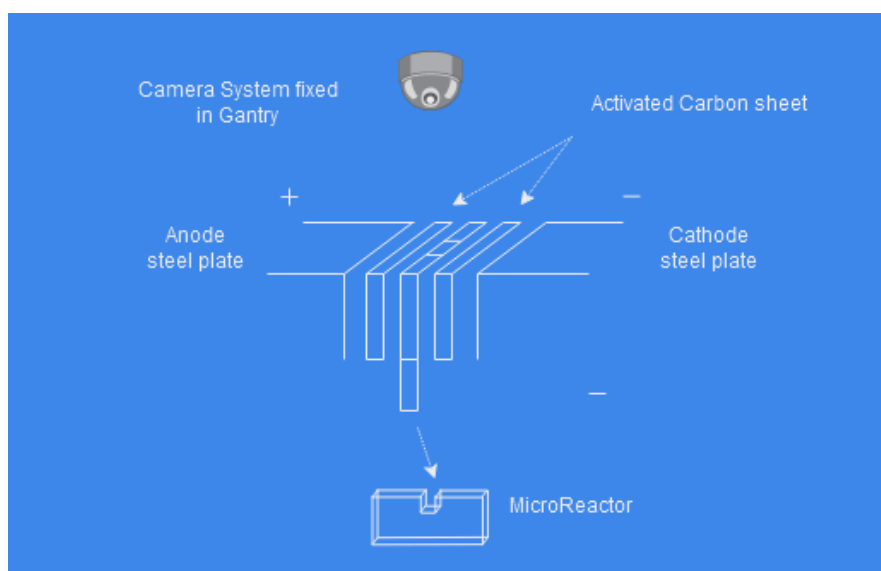 Camera System fixed
in Gantry
Activated Carbon sheet
+
−
Anode
steel plate
Cathode
steel plate
−
MicroReactor